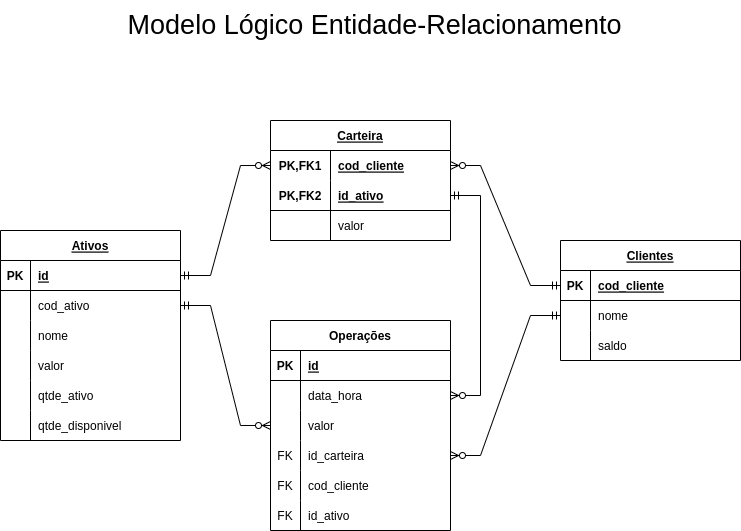 Modelo Lógico Entidade-Relacionamento
Carteira
PK,FK1 cod_cliente
PK,FK2 id_ativo
valor
Ativos
PK id
cod_ativo
nome
valor
qtde_ativo
qtde_disponivel
Clientes
PK cod_cliente
nome
saldo
Operações
PK id
data_hora
valor
FK id_carteira
FK cod_cliente
FK id_ativo